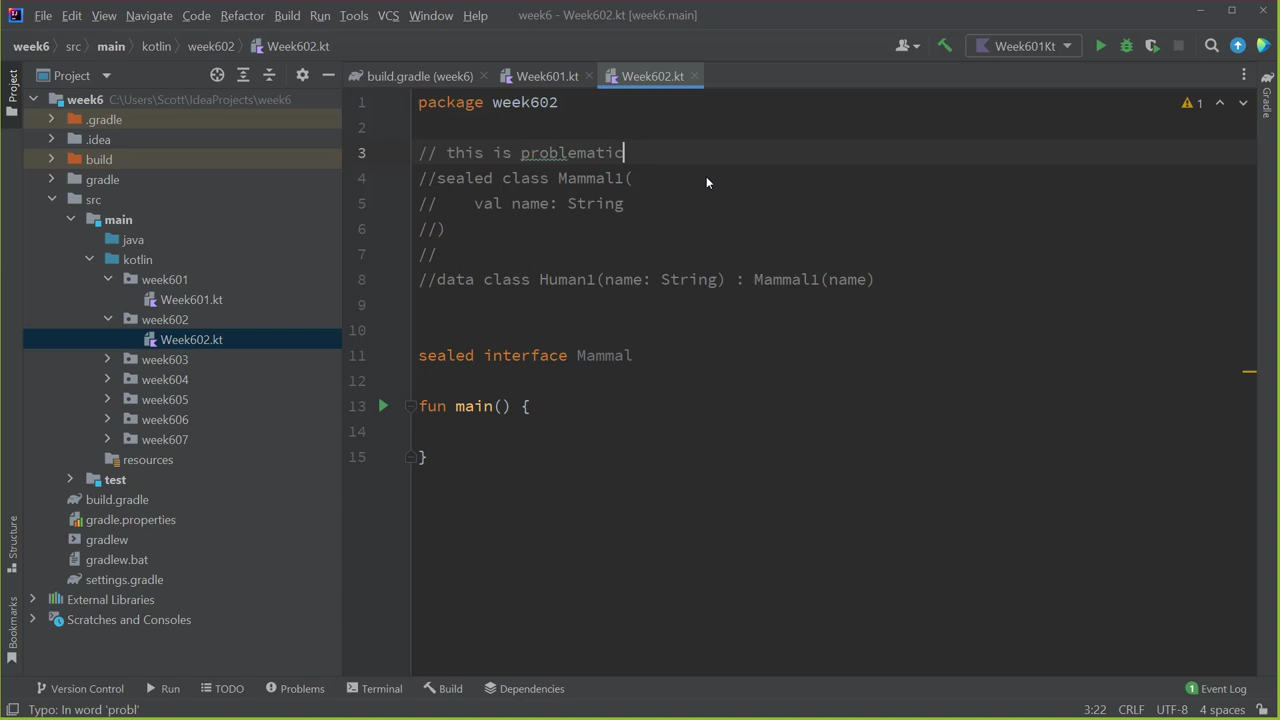 File Edit View Navigate Code Refactor Build Run Tools VCS Window Help week6 - Week602.kt [week6.main]
week6 src main kotlin week602 Week602.kt Week601Kt
Project build.gradle (week6) Week601.kt Week602.kt
Project
Gradle
week6 C:\Users\Scott\IdeaProjects\week6
.gradle
.idea
build
gradle
src
main
java
kotlin
week601
Week601.kt
week602
Week602.kt
week603
week604
week605
week606
week607
resources
test
build.gradle
gradle.properties
gradlew
gradlew.bat
settings.gradle
External Libraries
Scratches and Consoles
Structure
Bookmarks
1 package week602 1
2
3 // this is problematic
4 //sealed class Mammal1(
5 //    val name: String
6 //)
7 //
8 //data class Human1(name: String) : Mammal1(name)
9
10
11 sealed interface Mammal
12
13 fun main() {
14
15 }
Version Control Run TODO Problems Terminal Build Dependencies 1 Event Log
Typo: In word 'probl' 3:22 CRLF UTF-8 4 spaces